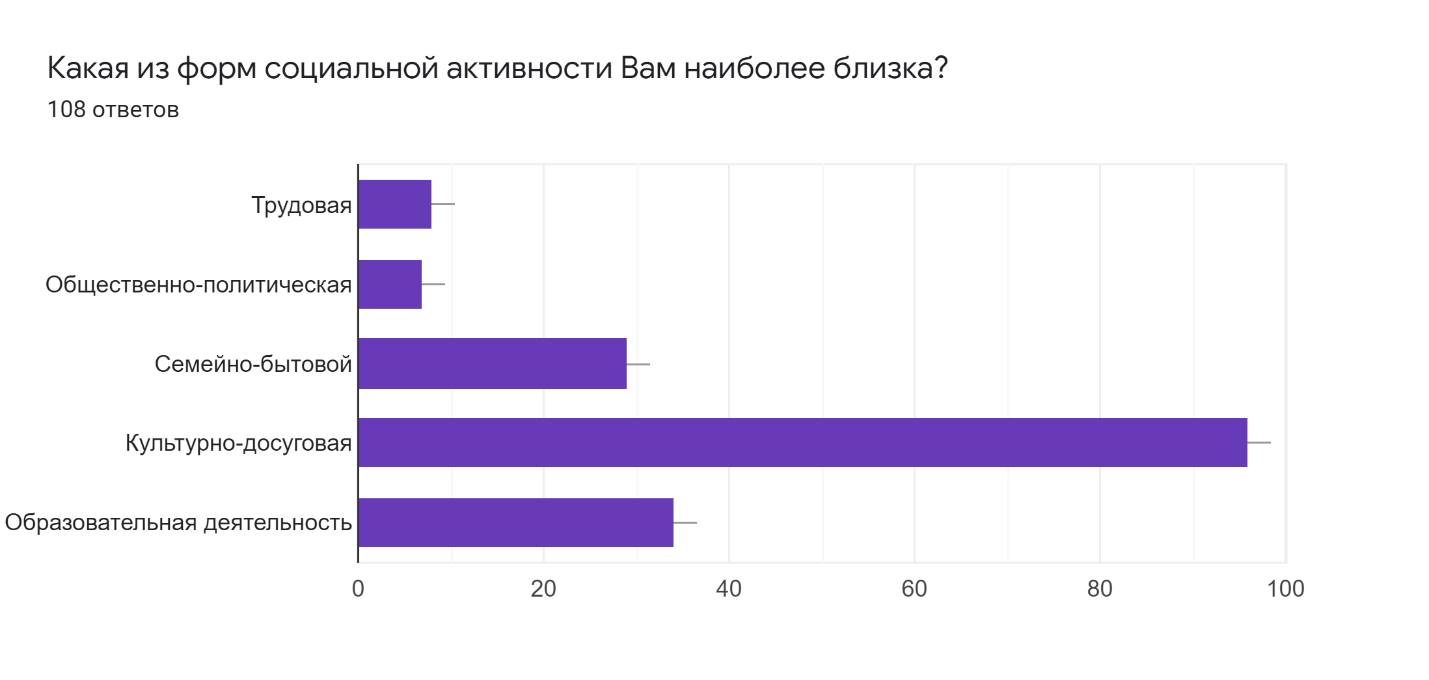 Какая из форм социальной активности Вам наиболее близка?
108 ответов
Трудовая
Общественно-политическая
Семейно-бытовой
Культурно-досуговая
Образовательная деятельность
0 20 40 60 80 100